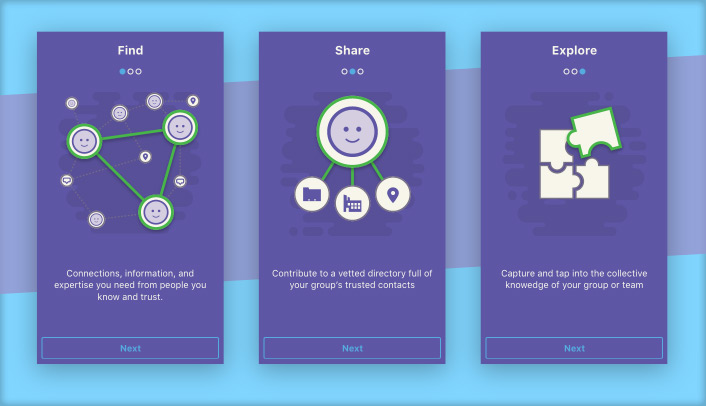 Find
Connections, information, and
expertise you need from people you
know and trust.
Next
Share
Contribute to a vetted directory full of
your group's trusted contacts
Next
Explore
Capture and tap into the collective
knowedge of your group or team
Next